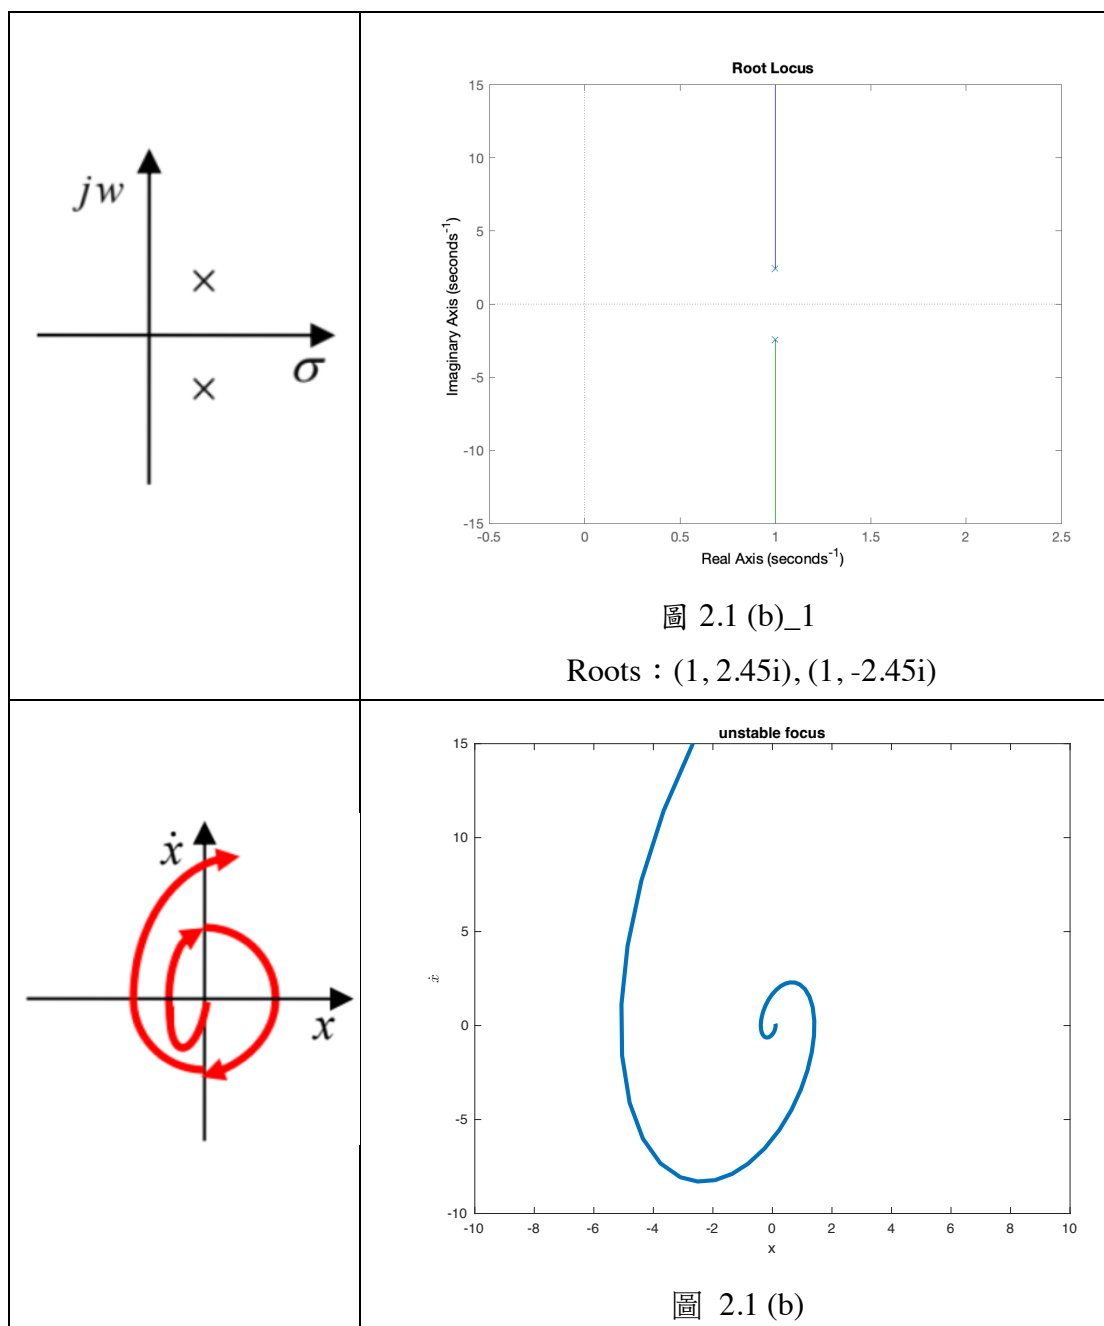 jw
σ
Root Locus
15
10
5
0
-5
-10
-15
-0.5 0 0.5 1 1.5 2 2.5
Imaginary Axis (seconds⁻¹)
Real Axis (seconds⁻¹)
圖 2.1 (b)_1
Roots：(1, 2.45i), (1, -2.45i)
ẋ
x
unstable focus
15
10
5
0
-5
-10
-10 -8 -6 -4 -2 0 2 4 6 8 10
ẋ
x
圖 2.1 (b)